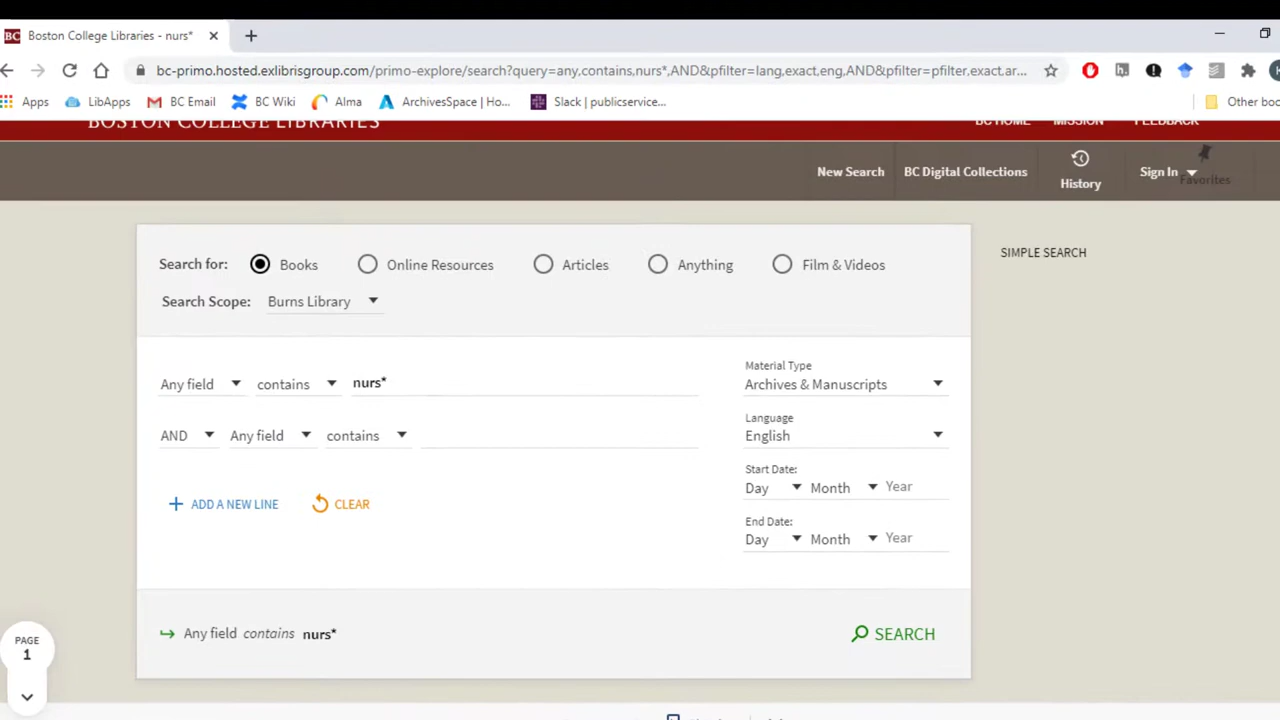 BC Boston College Libraries - nurs*
bc-primo.hosted.exlibrisgroup.com/primo-explore/search?query=any,contains,nurs*,AND&pfilter=lang,exact,eng,AND&pfilter=pfilter,exact.ar...
Apps LibApps BC Email BC Wiki Alma ArchivesSpace | Ho... Slack | publicservice... Other boo
BOSTON COLLEGE LIBRARIES BC HOME MISSION FEEDBACK
New Search BC Digital Collections History Sign In Favorites
Search for: Books Online Resources Articles Anything Film & Videos
SIMPLE SEARCH
Search Scope: Burns Library
Any field contains nurs*
AND Any field contains
ADD A NEW LINE CLEAR
Material Type
Archives & Manuscripts
Language
English
Start Date:
Day Month Year
End Date:
Day Month Year
Any field contains nurs*
SEARCH
PAGE
1